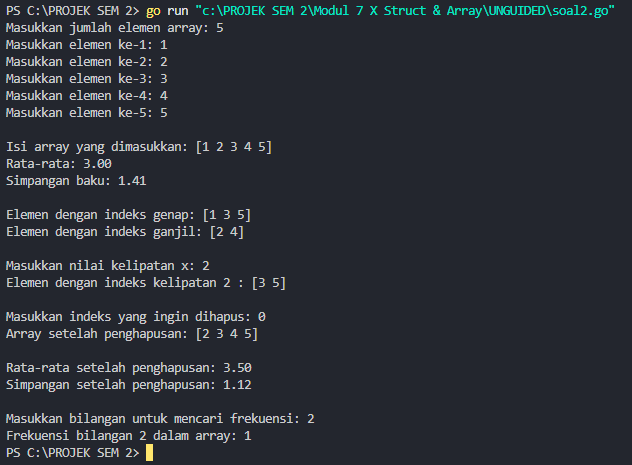 PS C:\PROJEK SEM 2> go run "c:\PROJEK SEM 2\Modul 7 X Struct & Array\UNGUIDED\soal2.go"
Masukkan jumlah elemen array: 5
Masukkan elemen ke-1: 1
Masukkan elemen ke-2: 2
Masukkan elemen ke-3: 3
Masukkan elemen ke-4: 4
Masukkan elemen ke-5: 5
Isi array yang dimasukkan: [1 2 3 4 5]
Rata-rata: 3.00
Simpangan baku: 1.41
Elemen dengan indeks genap: [1 3 5]
Elemen dengan indeks ganjil: [2 4]
Masukkan nilai kelipatan x: 2
Elemen dengan indeks kelipatan 2 : [3 5]
Masukkan indeks yang ingin dihapus: 0
Array setelah penghapusan: [2 3 4 5]
Rata-rata setelah penghapusan: 3.50
Simpangan setelah penghapusan: 1.12
Masukkan bilangan untuk mencari frekuensi: 2
Frekuensi bilangan 2 dalam array: 1
PS C:\PROJEK SEM 2>